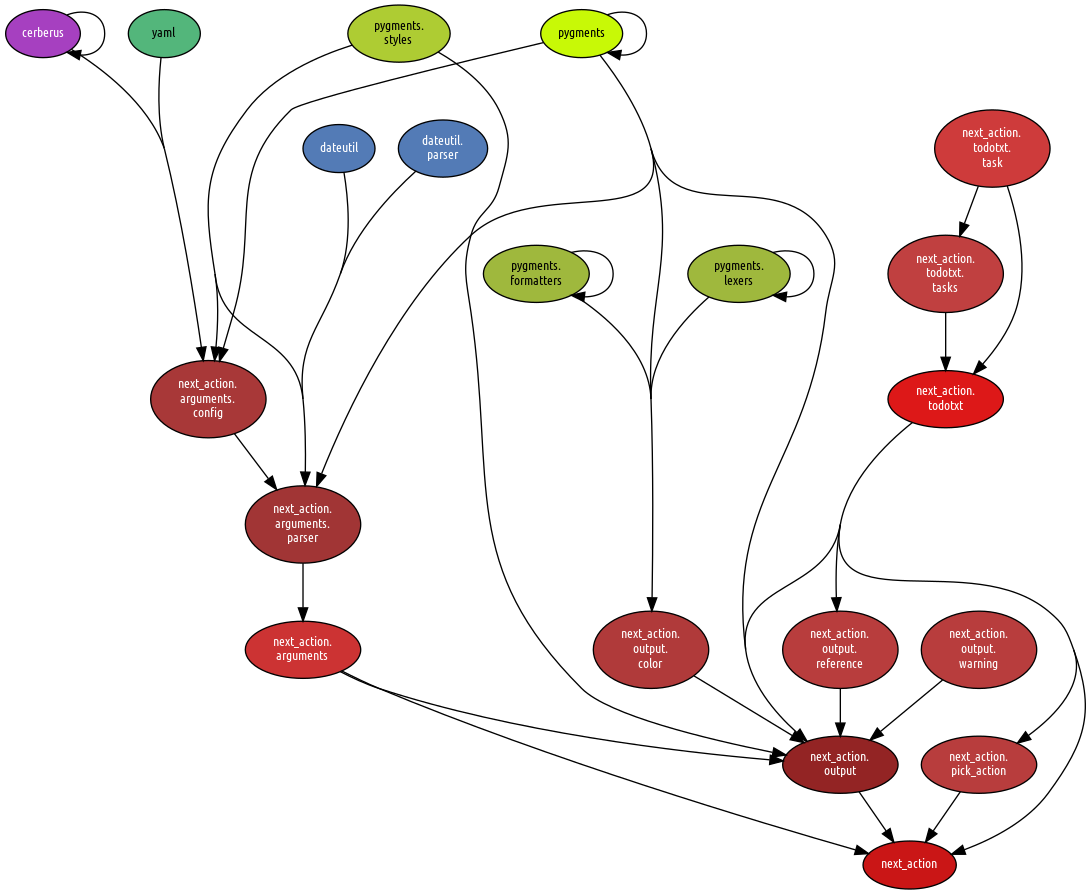 cerberus
yaml
pygments.
styles
pygments
dateutil
dateutil.
parser
next_action.
todotxt.
task
pygments.
formatters
pygments.
lexers
next_action.
todotxt.
tasks
next_action.
arguments.
config
next_action.
todotxt
next_action.
arguments.
parser
next_action.
arguments
next_action.
output.
color
next_action.
output.
reference
next_action.
output.
warning
next_action.
output
next_action.
pick_action
next_action